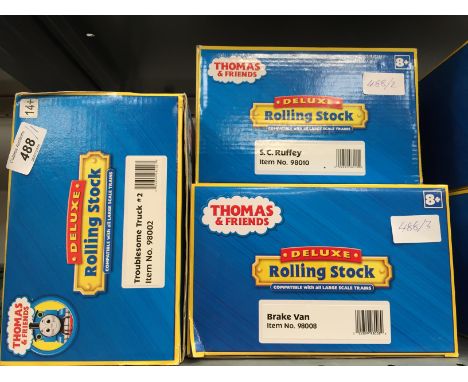 14+
488
DELUXE
Rolling Stock
COMPATIBLE with all LARGE SCALE TRAINS
Troublesome Truck #2
Item No. 98002
THOMAS
& FRIENDS
THOMAS
& FRIENDS
8+
488/2
DELUXE
Rolling Stock
COMPATIBLE with all LARGE SCALE TRAINS
S.C. Ruffey
Item No. 98010
THOMAS
& FRIENDS
8+
488/3
DELUXE
Rolling Stock
COMPATIBLE with all LARGE SCALE TRAINS
Brake Van
Item No. 98008